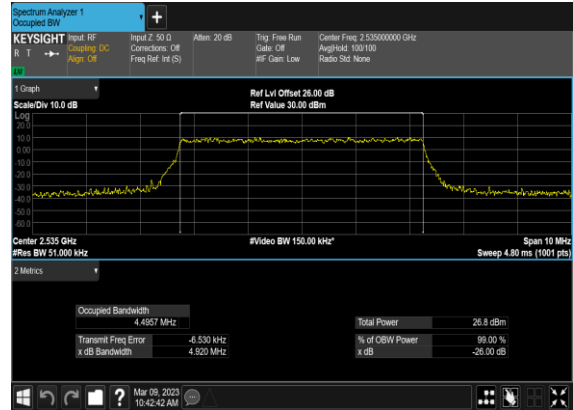 Spectrum Analyzer 1
Occupied BW
KEYSIGHT Input: RF Input Z: 50 Ω Atten: 20 dB Trig: Free Run Center Freq: 2.535000000 GHz
R T Coupling: DC Corrections: Off Gate: Off Avg|Hold: 100/100
Align: Off Freq Ref: Int (S) #IF Gain: Low Radio Std: None
LNI
1 Graph
Ref Lvl Offset 26.00 dB
Scale/Div 10.0 dB Ref Value 30.00 dBm
Log
20.0
10.0
0.00
-10.0
-20.0
-30.0
-40.0
-50.0
-60.0
Center 2.535 GHz #Video BW 150.00 kHz* Span 10 MHz
#Res BW 51.000 kHz Sweep 4.80 ms (1001 pts)
2 Metrics
Occupied Bandwidth
4.4957 MHz Total Power 26.8 dBm
Transmit Freq Error -6.530 kHz % of OBW Power 99.00 %
x dB Bandwidth 4.920 MHz x dB -26.00 dB
Mar 09, 2023
10:42:42 AM